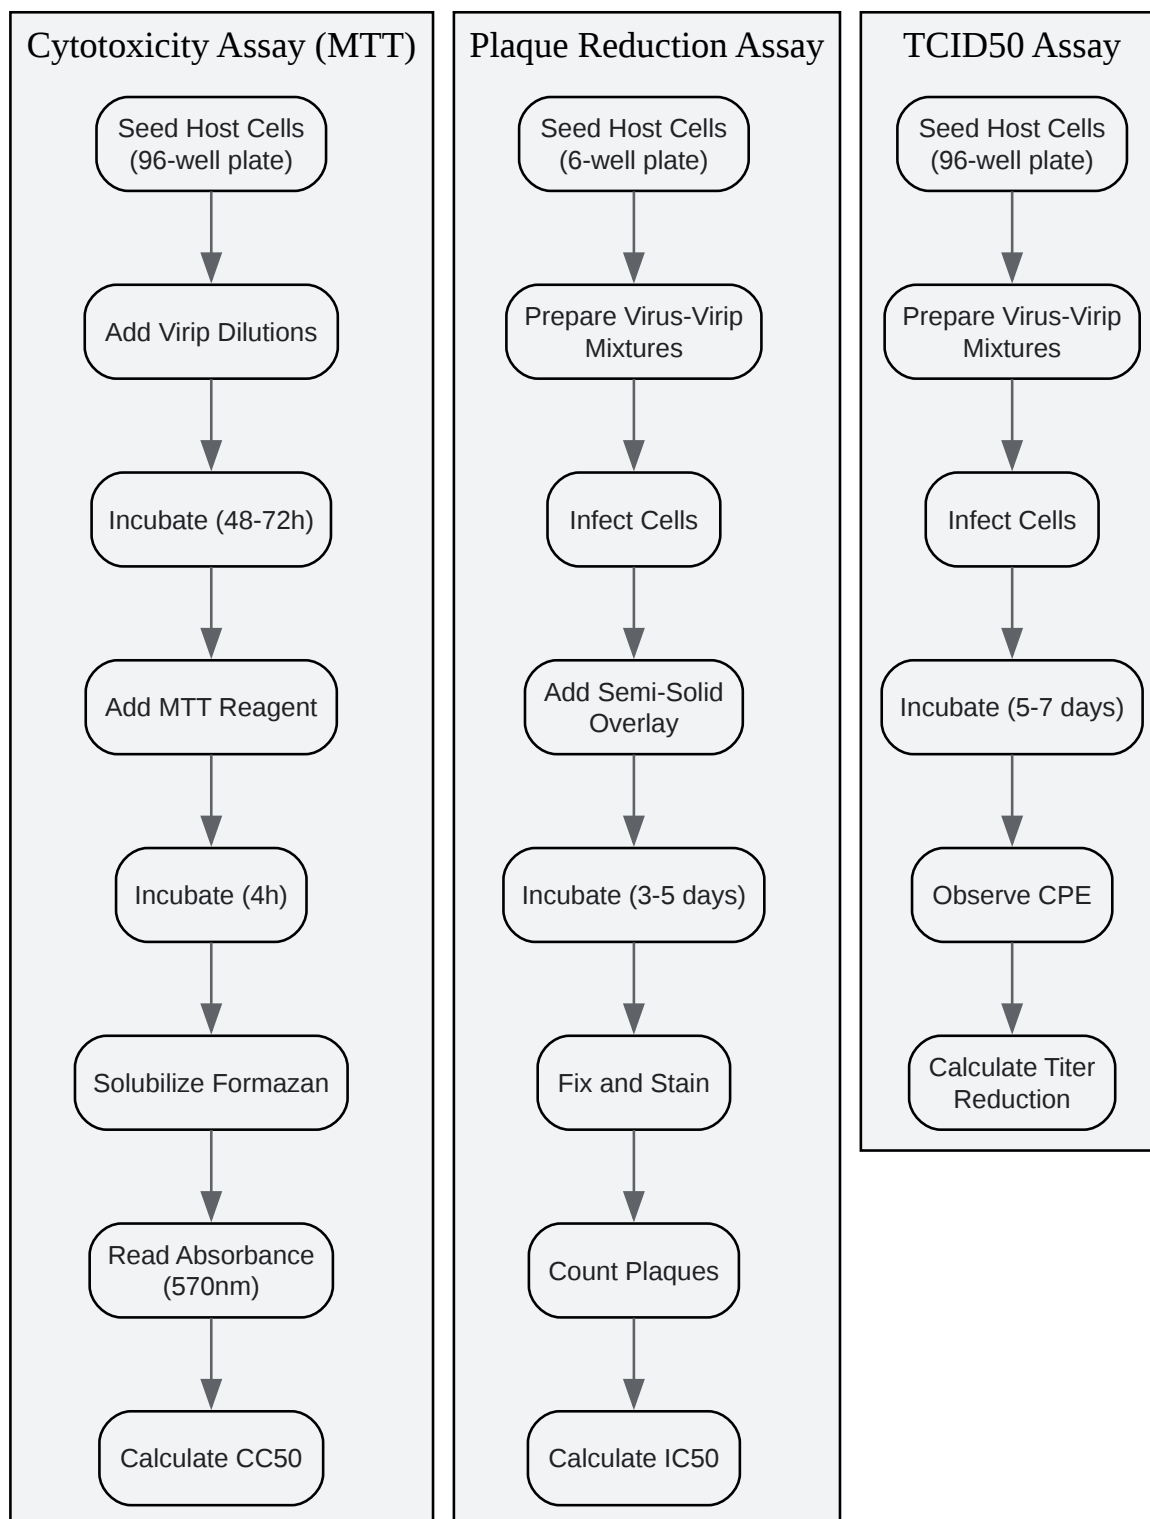 Cytotoxicity Assay (MTT)
Seed Host Cells
(96-well plate)
Add Virip Dilutions
Incubate (48-72h)
Add MTT Reagent
Incubate (4h)
Solubilize Formazan
Read Absorbance
(570nm)
Calculate CC50
Plaque Reduction Assay
Seed Host Cells
(6-well plate)
Prepare Virus-Virip
Mixtures
Infect Cells
Add Semi-Solid
Overlay
Incubate (3-5 days)
Fix and Stain
Count Plaques
Calculate IC50
TCID50 Assay
Seed Host Cells
(96-well plate)
Prepare Virus-Virip
Mixtures
Infect Cells
Incubate (5-7 days)
Observe CPE
Calculate Titer
Reduction